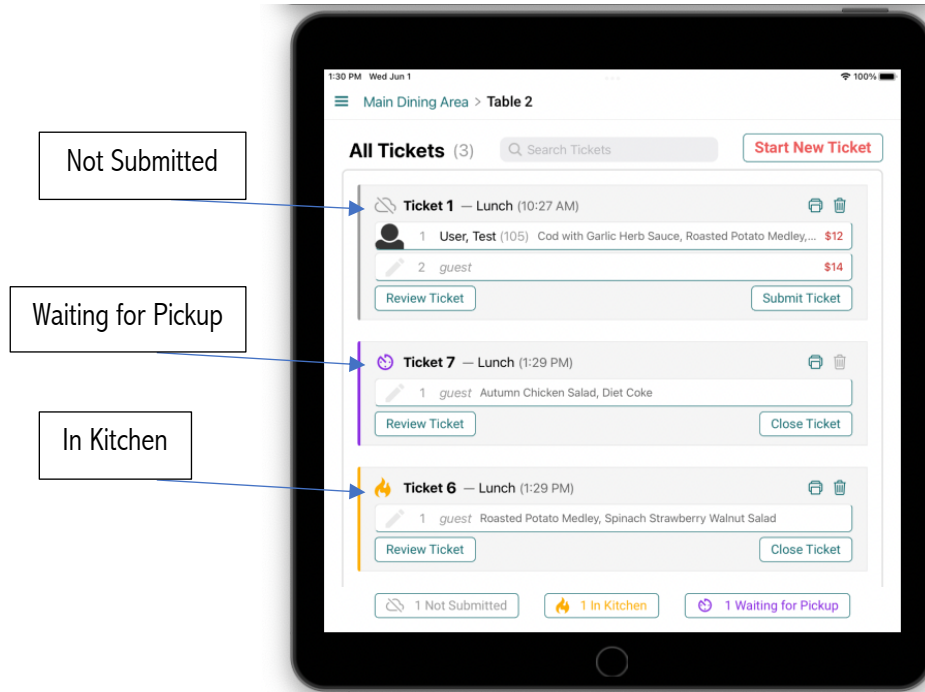 1:30 PM Wed Jun 1
100%
Main Dining Area > Table 2
All Tickets (3)
Search Tickets
Start New Ticket
Not Submitted
Ticket 1 — Lunch (10:27 AM)
1 User, Test (105) Cod with Garlic Herb Sauce, Roasted Potato Medley,... $12
2 guest $14
Review Ticket
Submit Ticket
Waiting for Pickup
Ticket 7 — Lunch (1:29 PM)
1 guest Autumn Chicken Salad, Diet Coke
Review Ticket
Close Ticket
In Kitchen
Ticket 6 — Lunch (1:29 PM)
1 guest Roasted Potato Medley, Spinach Strawberry Walnut Salad
Review Ticket
Close Ticket
1 Not Submitted
1 In Kitchen
1 Waiting for Pickup